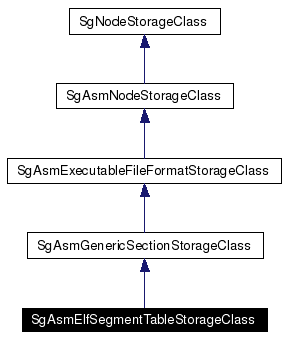 SgNodeStorageClass
SgAsmNodeStorageClass
SgAsmExecutableFileFormatStorageClass
SgAsmGenericSectionStorageClass
SgAsmElfSegmentTableStorageClass